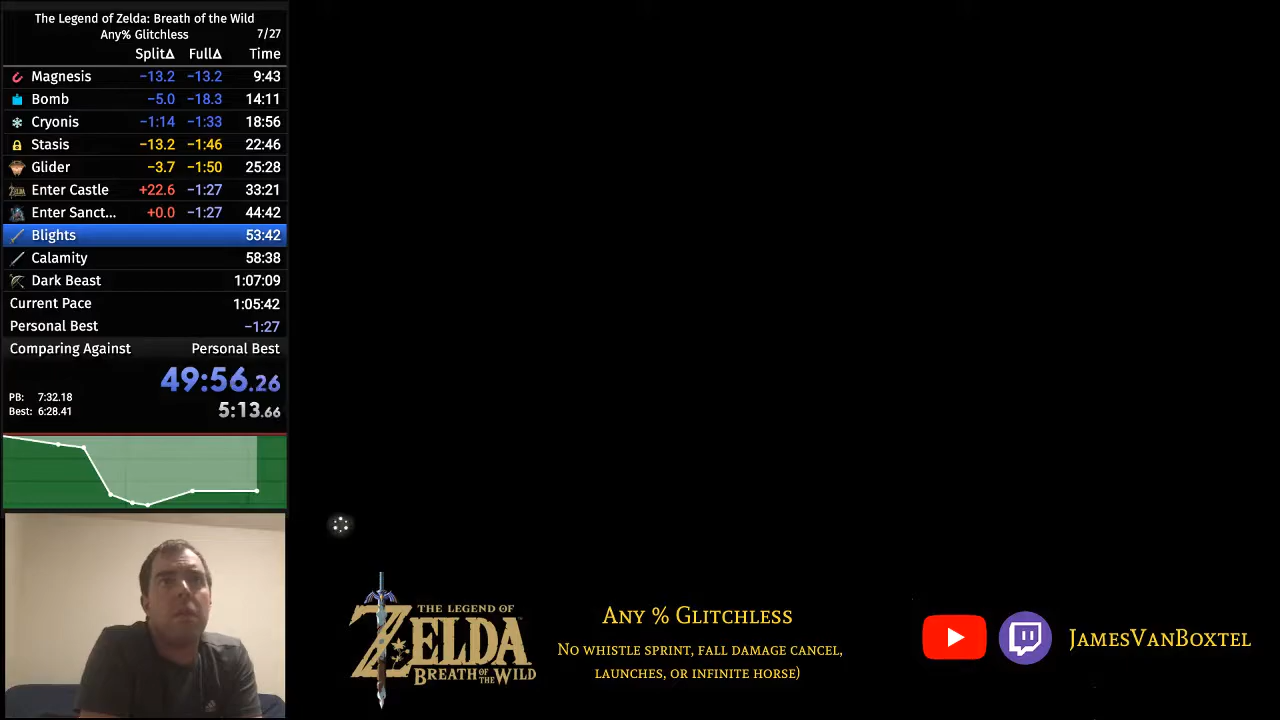 The Legend of Zelda: Breath of the Wild
Any% Glitchless 7/27
Split∆ Full∆ Time
Magnesis −13.2 −13.2 9:43
Bomb −5.0 −18.3 14:11
Cryonis −1:14 −1:33 18:56
Stasis −13.2 −1:46 22:46
Glider −3.7 −1:50 25:28
Enter Castle +22.6 −1:27 33:21
Enter Sanct... +0.0 −1:27 44:42
Blights 53:42
Calamity 58:38
Dark Beast 1:07:09
Current Pace 1:05:42
Personal Best −1:27
Comparing Against Personal Best
49:56.26
PB: 7:32.18
Best: 6:28.41
5:13.66
THE LEGEND OF
ZELDA
BREATH OF THE WILD
Any % Glitchless
No whistle sprint, fall damage cancel,
launches, or infinite horse)
JamesVanBoxtel